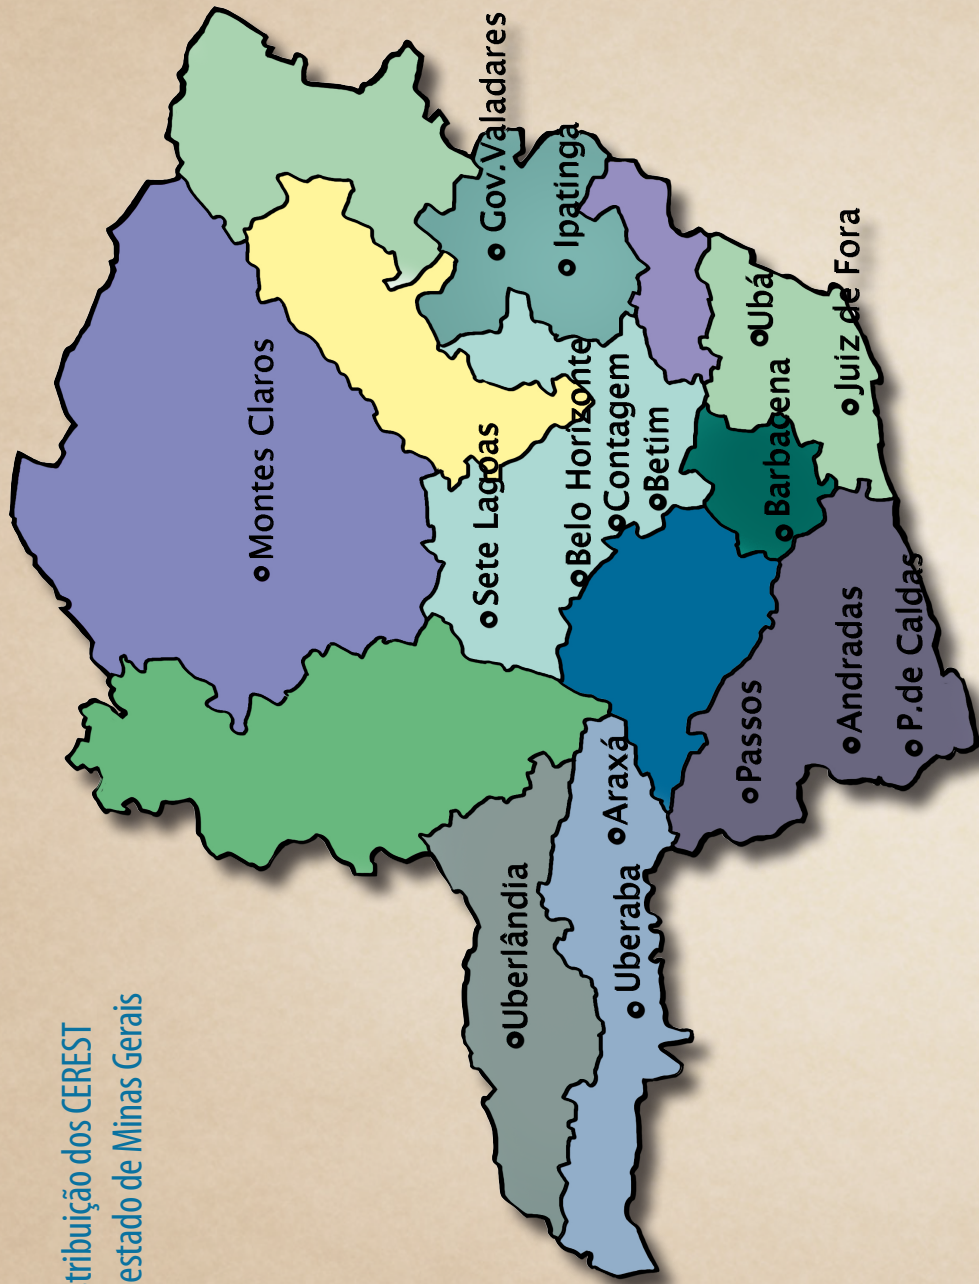 tribuição dos CEREST
estado de Minas Gerais
Montes Claros
Gov.Valadares
Ipatinga
Sete Lagoas
Belo Horizonte
Contagem
Betim
Uberlândia
Araxá
Uberaba
Ubá
Barbacena
Juiz de Fora
Passos
Andradas
P.de Caldas